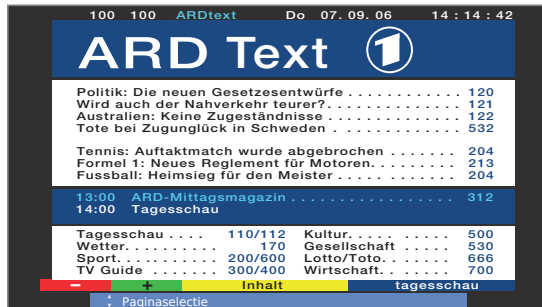 100 100 ARDtext Do 07. 09. 06 14 : 14 : 42
ARD Text 1
Politik: Die neuen Gesetzesentwürfe . . . . . . . . . . . . 120
Wird auch der Nahverkehr teurer?. . . . . . . . . . . . . . 121
Australien: Keine Zugeständnisse . . . . . . . . . . . . . 122
Tote bei Zugunglück in Schweden . . . . . . . . . . . . . 532
Tennis: Auftaktmatch wurde abgebrochen . . . . . . . 204
Formel 1: Neues Reglement für Motoren. . . . . . . . . 213
Fussball: Heimsieg für den Meister . . . . . . . . . . . . 204
13:00 ARD-Mittagsmagazin . . . . . . . . . . . . . . . . . 312
14:00 Tagesschau
Tagesschau . . . . 110/112 Kultur. . . . . . . . . . . 500
Wetter. . . . . . . . . . 170 Gesellschaft . . . . . 530
Sport. . . . . . . . . 200/600 Lotto/Toto. . . . . . . 666
TV Guide . . . . . . 300/400 Wirtschaft. . . . . . . 700
− + Inhalt tagesschau
Paginaselectie